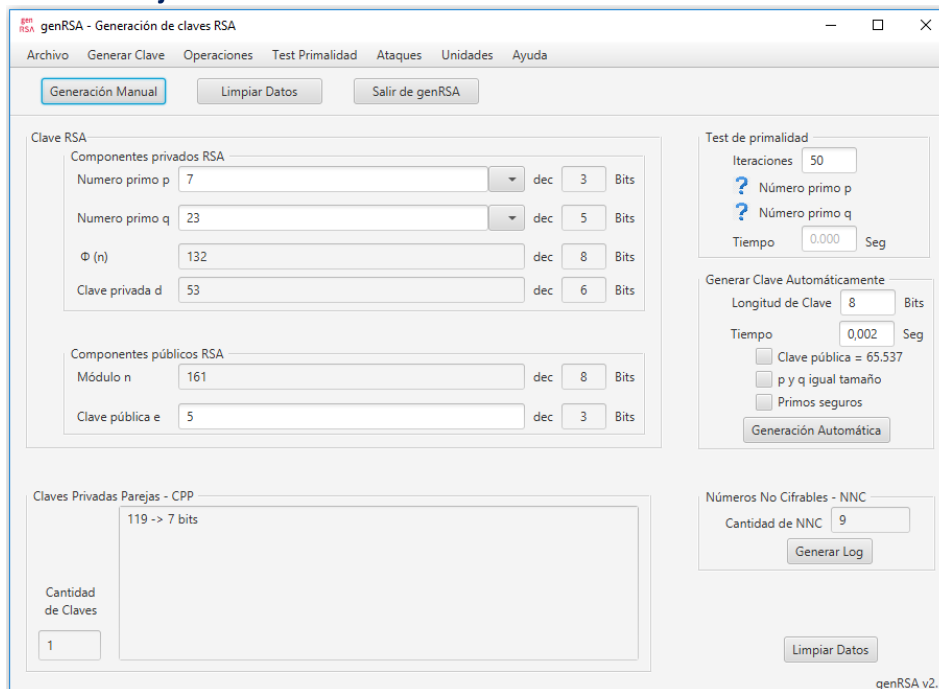 gen RSA genRSA - Generación de claves RSA
Archivo Generar Clave Operaciones Test Primalidad Ataques Unidades Ayuda
Generación Manual Limpiar Datos Salir de genRSA
Clave RSA
Componentes privados RSA
Numero primo p 7 dec 3 Bits
Numero primo q 23 dec 5 Bits
Φ (n) 132 dec 8 Bits
Clave privada d 53 dec 6 Bits
Componentes públicos RSA
Módulo n 161 dec 8 Bits
Clave pública e 5 dec 3 Bits
Test de primalidad
Iteraciones 50
? Número primo p
? Número primo q
Tiempo 0.000 Seg
Generar Clave Automáticamente
Longitud de Clave 8 Bits
Tiempo 0,002 Seg
Clave pública = 65.537
p y q igual tamaño
Primos seguros
Generación Automática
Claves Privadas Parejas - CPP
119 -> 7 bits
Cantidad
de Claves
1
Números No Cifrables - NNC
Cantidad de NNC 9
Generar Log
Limpiar Datos
genRSA v2.